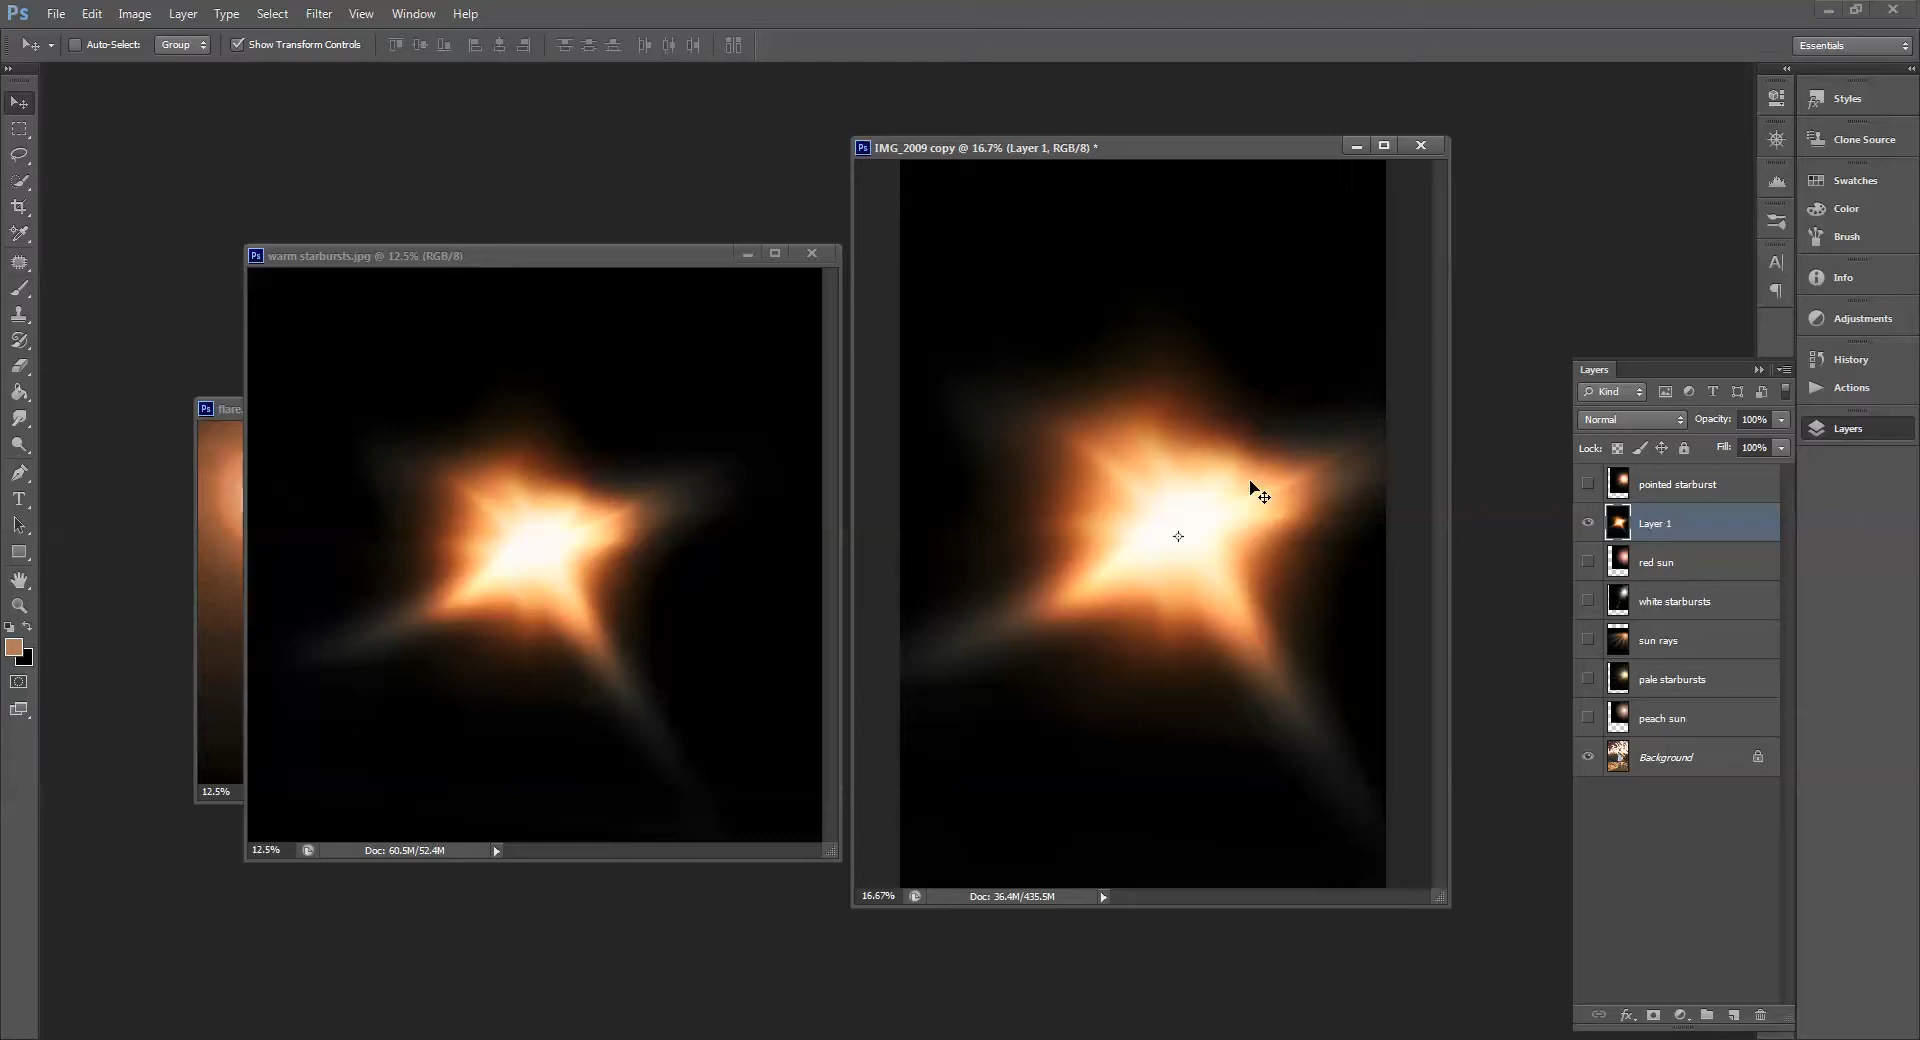 Ps File Edit Image Layer Type Select Filter View Window Help
Auto-Select: Group Show Transform Controls Essentials
Ps IMG_2009 copy @ 16.7% (Layer 1, RGB/8) *
Ps warm starbursts.jpg @ 12.5% (RGB/8)
Ps flare.
12.5%
12.5% Doc: 60.5M/52.4M
16.67% Doc: 36.4M/435.5M
Styles
Clone Source
Swatches
Color
Brush
Info
Adjustments
History
Actions
Layers
Layers
Kind
Normal Opacity: 100%
Lock: Fill: 100%
pointed starburst
Layer 1
red sun
white starbursts
sun rays
pale starbursts
peach sun
Background